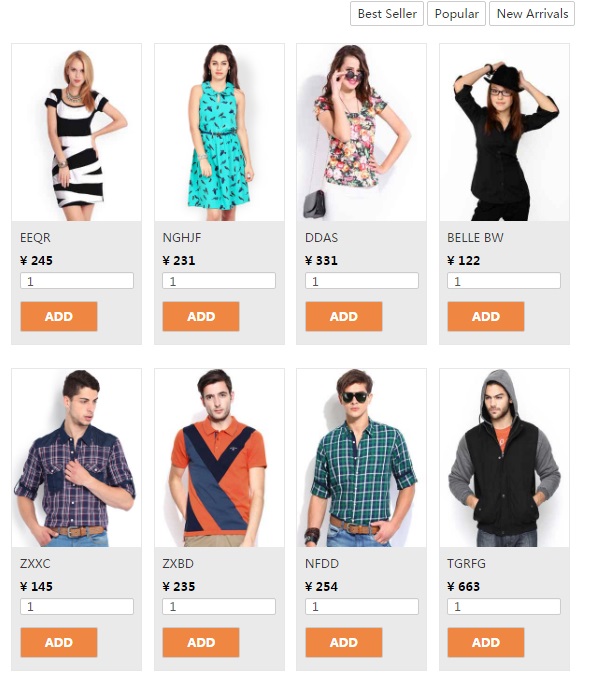 Best Seller Popular New Arrivals
EEQR NGHJF DDAS BELLE BW
¥ 245 ¥ 231 ¥ 331 ¥ 122
1 1 1 1
ADD ADD ADD ADD
ZXXC ZXBD NFDD TGRFG
¥ 145 ¥ 235 ¥ 254 ¥ 663
1 1 1 1
ADD ADD ADD ADD